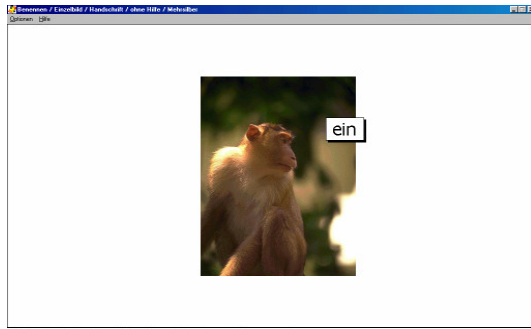 Benennen / Einzelbild / Handschrift / ohne Hilfe / Mehrsilber
Optionen Hilfe
ein